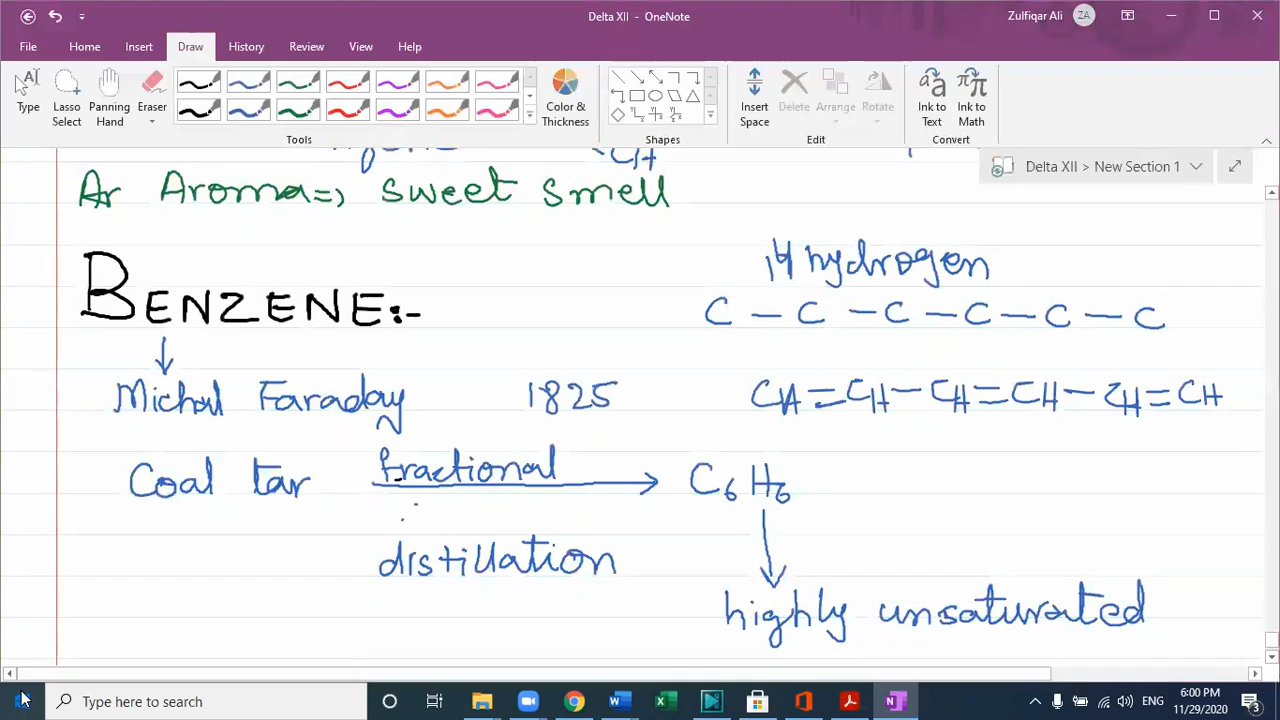 Delta XII - OneNote
Zulfiqar Ali ZA
File Home Insert Draw History Review View Help
Type Lasso Select Panning Hand Eraser Color & Thickness Insert Space Delete Arrange Rotate Ink to Text Ink to Math
Tools Shapes Edit Convert
Delta XII > New Section 1
Ar Aroma=, sweet smell
14 hydrogen
BENZENE:-
C - C - C - C - C - C
Michal Faraday 1825
CH=CH-CH=CH-CH=CH
Coal tar fractional C6H6
distillation
highly unsaturated
Type here to search
ENG 6:00 PM 11/29/2020 3